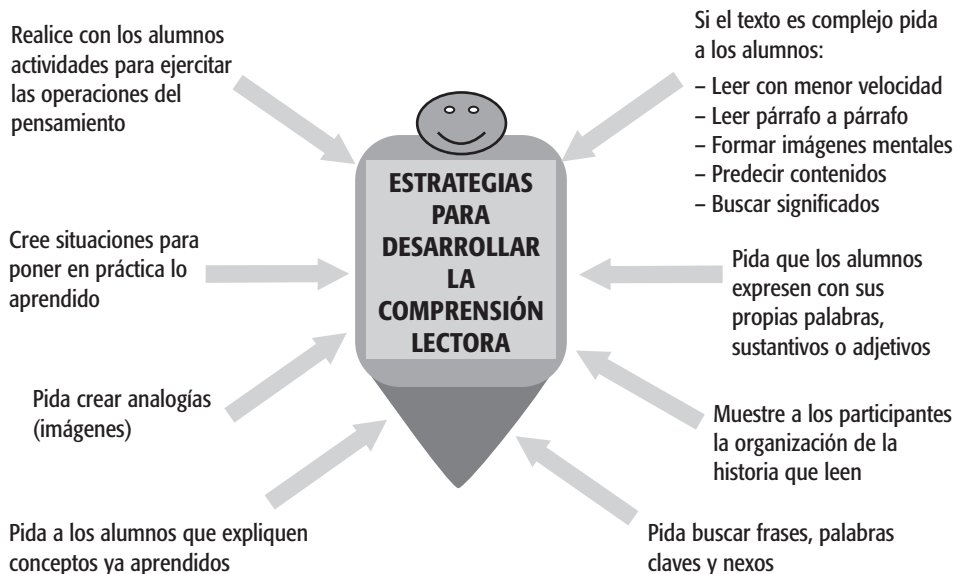 Realice con los alumnos
actividades para ejercitar
las operaciones del
pensamiento
Cree situaciones para
poner en práctica lo
aprendido
Pida crear analogías
(imágenes)
Pida a los alumnos que expliquen
conceptos ya aprendidos
ESTRATEGIAS
PARA
DESARROLLAR
LA
COMPRENSIÓN
LECTORA
Si el texto es complejo pida
a los alumnos:
– Leer con menor velocidad
– Leer párrafo a párrafo
– Formar imágenes mentales
– Predecir contenidos
– Buscar significados
Pida que los alumnos
expresen con sus
propias palabras,
sustantivos o adjetivos
Muestre a los participantes
la organización de la
historia que leen
Pida buscar frases, palabras
claves y nexos